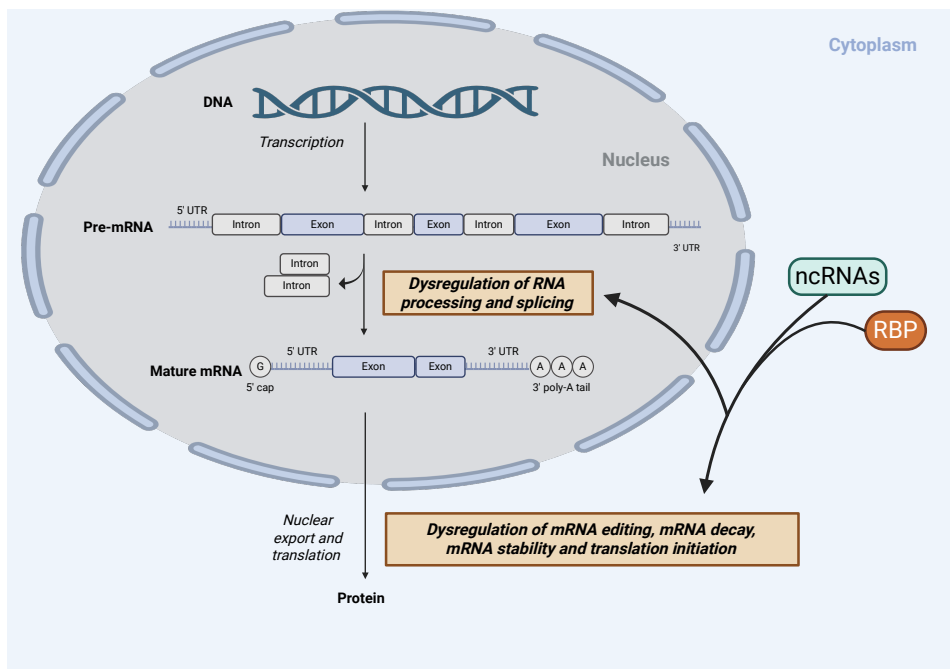 Cytoplasm
DNA
Transcription
Nucleus
5' UTR
Pre-mRNA
Intron
Exon
Intron
Exon
Intron
Exon
Intron
3' UTR
Intron
Intron
Dysregulation of RNA
processing and splicing
ncRNAs
RBP
Mature mRNA
G
5' cap
5' UTR
Exon
Exon
3' UTR
A
A
A
3' poly-A tail
Nuclear
export and
translation
Dysregulation of mRNA editing, mRNA decay,
mRNA stability and translation initiation
Protein